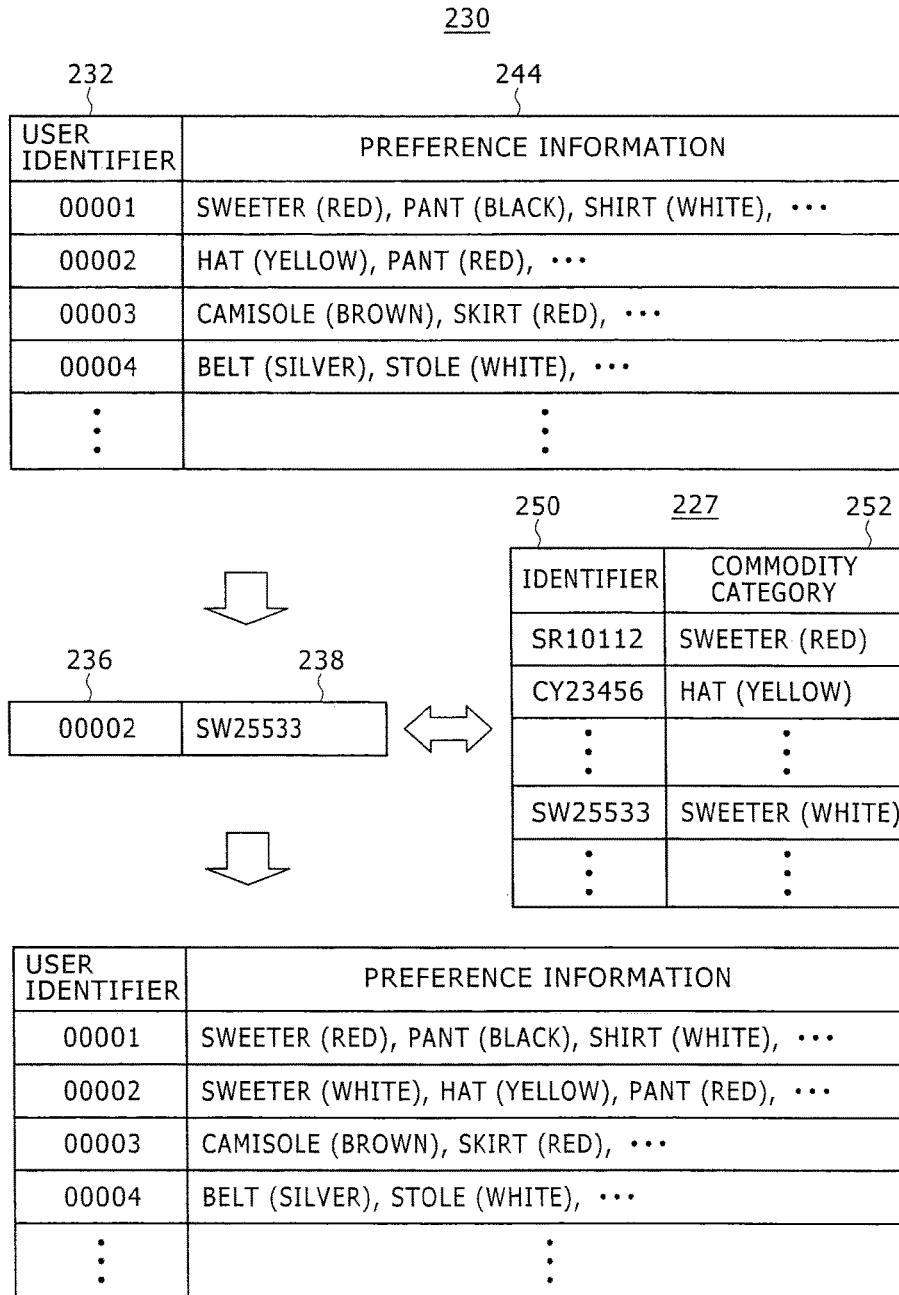 230
232 244
USER IDENTIFIER PREFERENCE INFORMATION
00001 SWEETER (RED), PANT (BLACK), SHIRT (WHITE), •••
00002 HAT (YELLOW), PANT (RED), •••
00003 CAMISOLE (BROWN), SKIRT (RED), •••
00004 BELT (SILVER), STOLE (WHITE), •••
250 227 252
IDENTIFIER COMMODITY CATEGORY
SR10112 SWEETER (RED)
CY23456 HAT (YELLOW)
SW25533 SWEETER (WHITE)
236 238
00002 SW25533
USER IDENTIFIER PREFERENCE INFORMATION
00001 SWEETER (RED), PANT (BLACK), SHIRT (WHITE), •••
00002 SWEETER (WHITE), HAT (YELLOW), PANT (RED), •••
00003 CAMISOLE (BROWN), SKIRT (RED), •••
00004 BELT (SILVER), STOLE (WHITE), •••